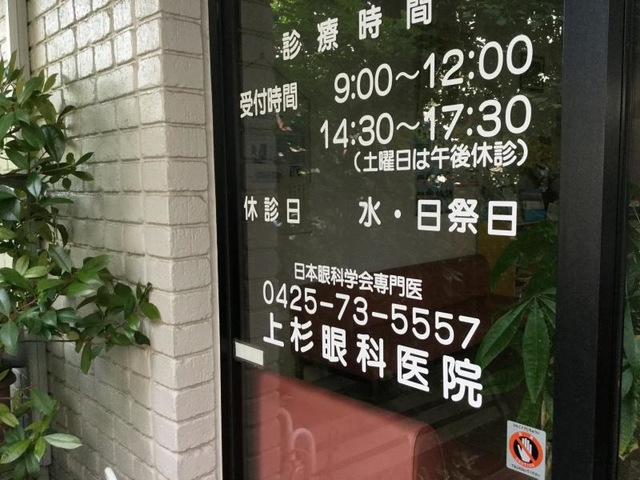 診療時間
受付時間 9:00〜12:00
14:30〜17:30
(土曜日は午後休診)
休診日 水・日祭日
日本眼科学会専門医
0425-73-5557
上杉眼科医院